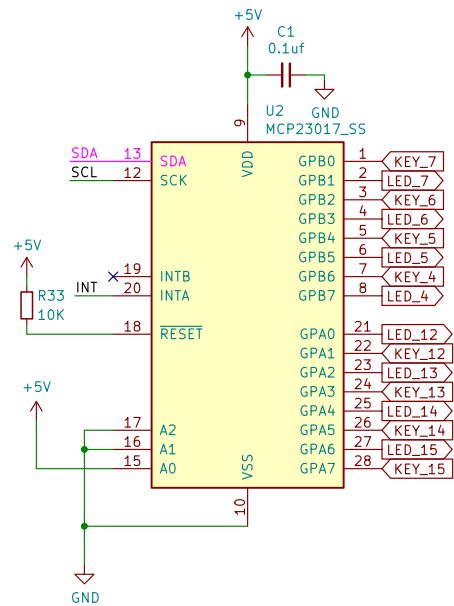 +5V
C1
0.1uf
GND
U2
MCP23017_SS
9
VDD
SDA 13 SDA
SCL 12 SCK
19 INTB
INT 20 INTA
+5V
R33
10K
18 RESET
+5V
17 A2
16 A1
15 A0
GPB0 1 KEY_7
GPB1 2 LED_7
GPB2 3 KEY_6
GPB3 4 LED_6
GPB4 5 KEY_5
GPB5 6 LED_5
GPB6 7 KEY_4
GPB7 8 LED_4
GPA0 21 LED_12
GPA1 22 KEY_12
GPA2 23 LED_13
GPA3 24 KEY_13
GPA4 25 LED_14
GPA5 26 KEY_14
GPA6 27 LED_15
GPA7 28 KEY_15
VSS
10
GND